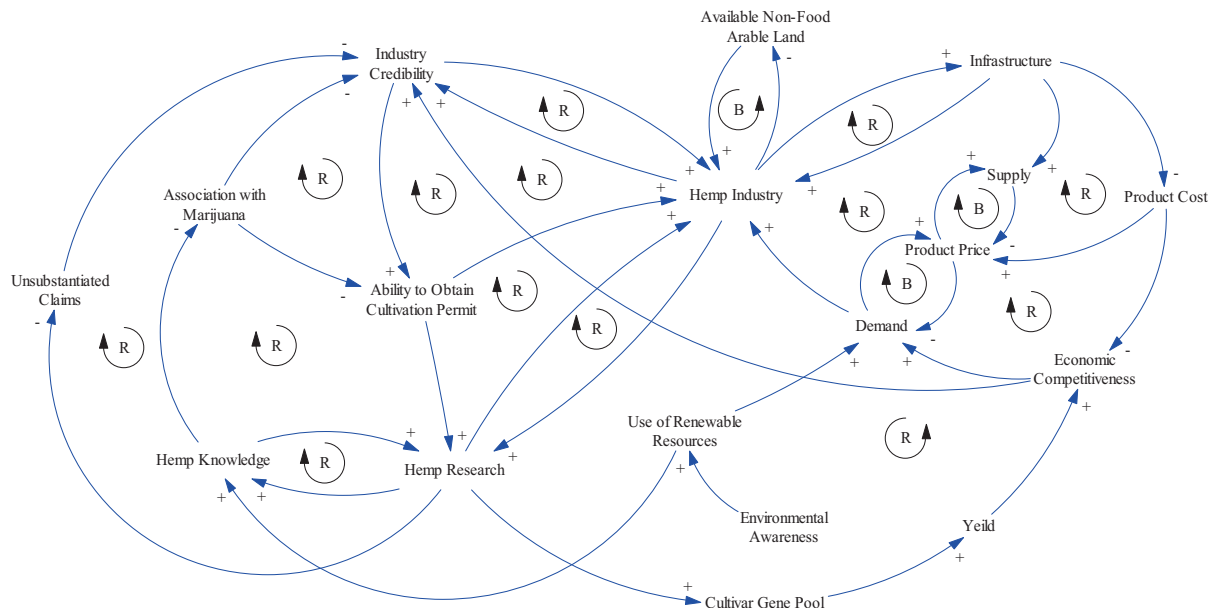 Available Non-Food
Arable Land
Industry
Credibility
Infrastructure
Hemp Industry
Supply
Product Cost
Association with
Marijuana
Product Price
Unsubstantiated
Claims
Ability to Obtain
Cultivation Permit
Demand
Economic
Competitiveness
Use of Renewable
Resources
Hemp Knowledge
Hemp Research
Environmental
Awareness
Yeild
Cultivar Gene Pool
-
-
+
+
-
+
+
+
+
+
+
+
+
-
+
+
-
-
+
+
+
-
+
-
+
+
-
-
+
+
+
+
+
+
+
+
+
+
R
B
R
R
R
R
R
B
R
R
B
R
R
R
R
R
R
R